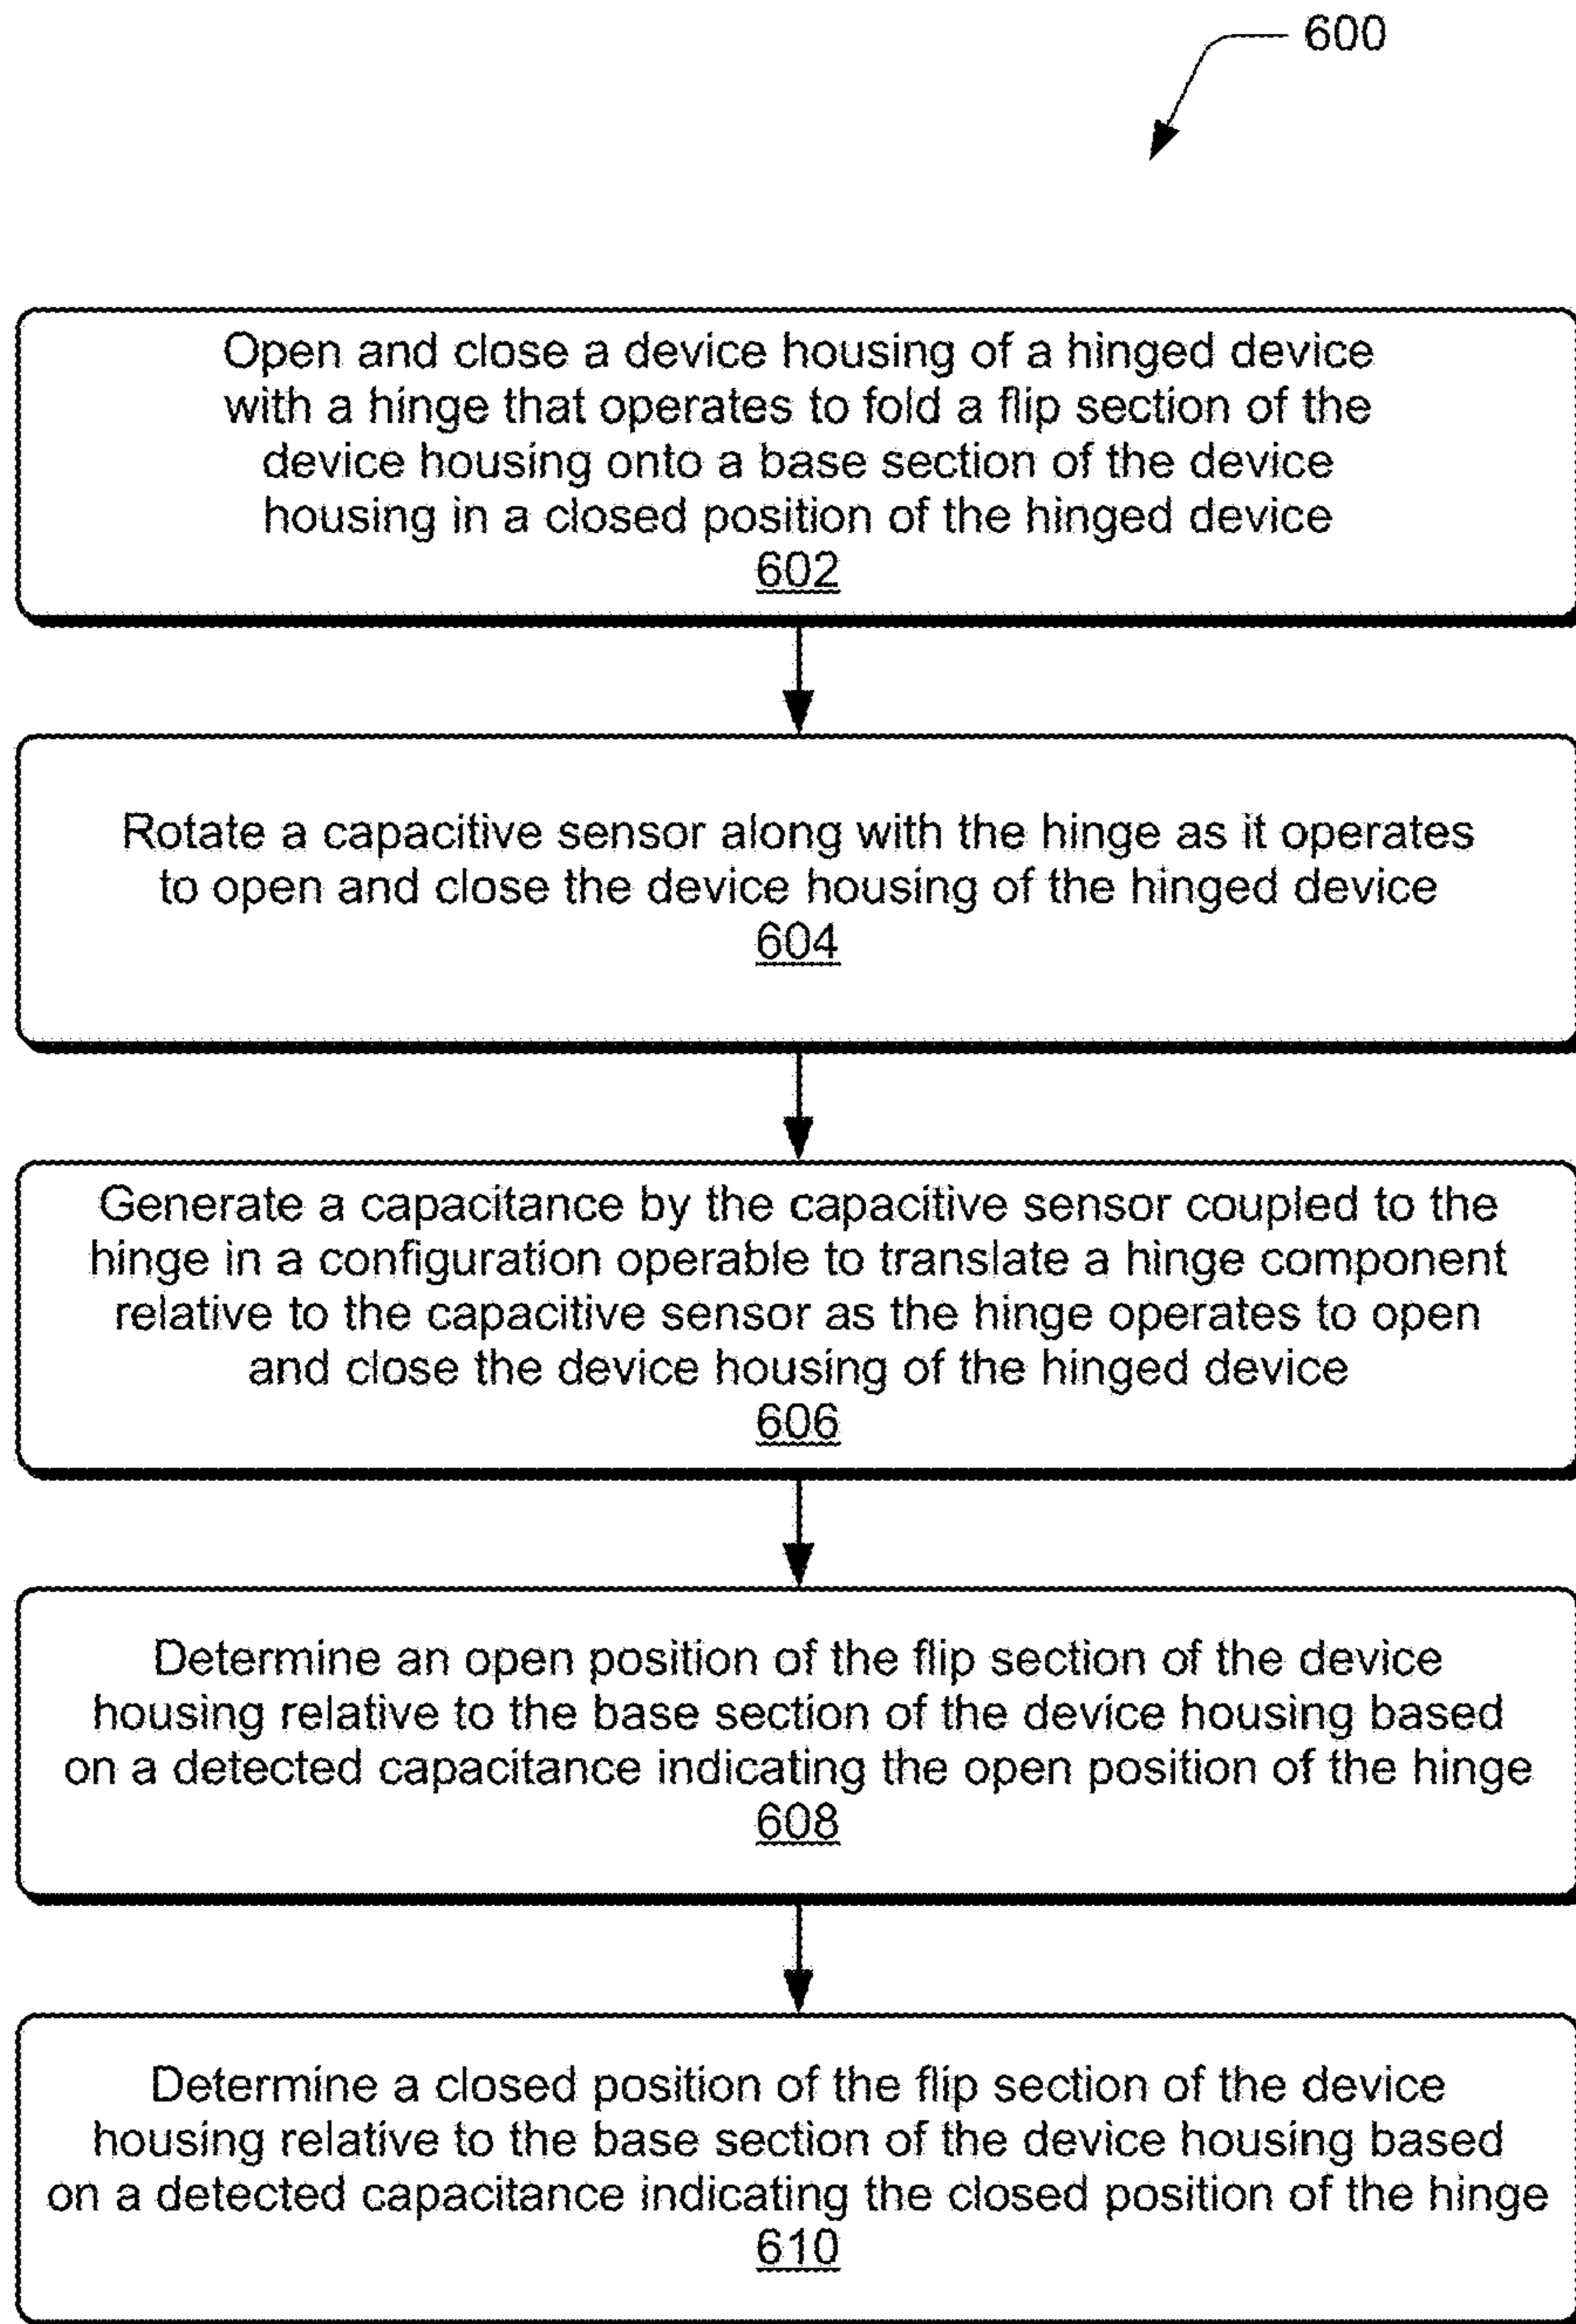 600
Open and close a device housing of a hinged device
with a hinge that operates to fold a flip section of the
device housing onto a base section of the device
housing in a closed position of the hinged device
602
Rotate a capacitive sensor along with the hinge as it operates
to open and close the device housing of the hinged device
604
Generate a capacitance by the capacitive sensor coupled to the
hinge in a configuration operable to translate a hinge component
relative to the capacitive sensor as the hinge operates to open
and close the device housing of the hinged device
606
Determine an open position of the flip section of the device
housing relative to the base section of the device housing based
on a detected capacitance indicating the open position of the hinge
608
Determine a closed position of the flip section of the device
housing relative to the base section of the device housing based
on a detected capacitance indicating the closed position of the hinge
610